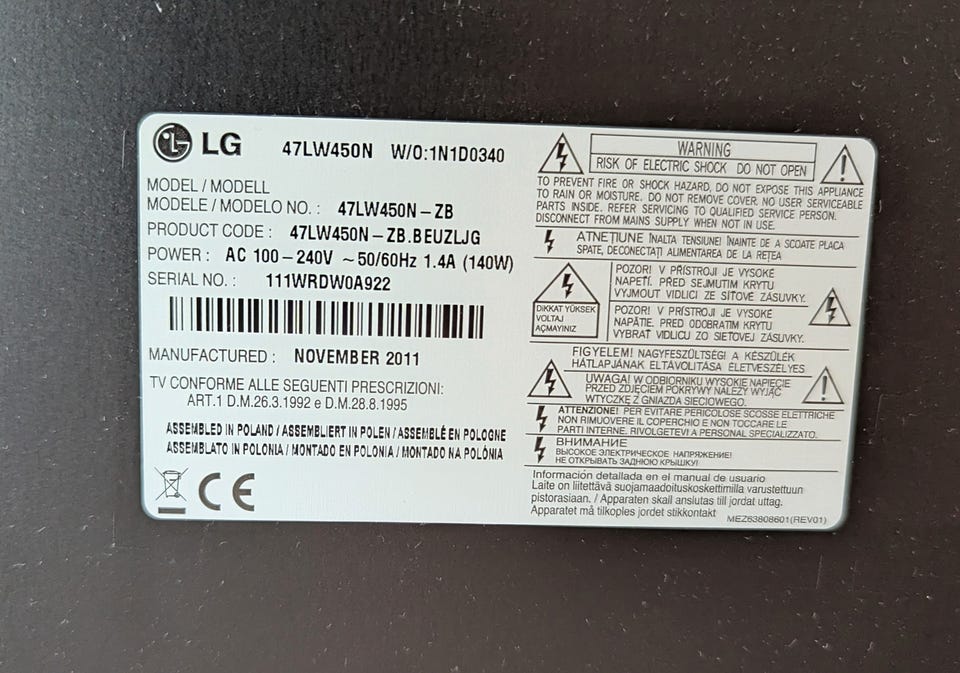 LG 47LW450N W/O:1N1D0340
MODEL / MODELL
MODELE / MODELO NO. : 47LW450N-ZB
PRODUCT CODE : 47LW450N-ZB.BEUZLJG
POWER : AC 100-240V ~50/60Hz 1.4A (140W)
SERIAL NO. : 111WRDW0A922
MANUFACTURED : NOVEMBER 2011
TV CONFORME ALLE SEGUENTI PRESCRIZIONI:
ART.1 D.M.26.3.1992 e D.M.28.8.1995
ASSEMBLED IN POLAND / ASSEMBLIERT IN POLEN / ASSEMBLÉ EN POLOGNE
ASSEMBLATO IN POLONIA / MONTADO EN POLONIA / MONTADO NA POLÓNIA
CE
WARNING
RISK OF ELECTRIC SHOCK DO NOT OPEN
TO PREVENT FIRE OR SHOCK HAZARD, DO NOT EXPOSE THIS APPLIANCE
TO RAIN OR MOISTURE. DO NOT REMOVE COVER. NO USER SERVICEABLE
PARTS INSIDE. REFER SERVICING TO QUALIFIED SERVICE PERSON.
DISCONNECT FROM MAINS SUPPLY WHEN NOT IN USE.
ATNEŢIUNE ÎNALTA TENSIUNE! ÎNAINTE DE A SCOATE PLACA
SPATE, DECONECTAŢI ALIMENTAREA DE LA REŢEA
DİKKAT YÜKSEK
VOLTAJ
AÇMAYINIZ
POZOR! V PŘÍSTROJI JE VYSOKÉ
NAPETÍ. PŘED SEJMUTIM KRYTU
VYJMOUT VIDLICI ZE SÍŤOVÉ ZÁSUVKY.
POZOR! V PRÍSTROJI JE VYSOKÉ
NAPÄTIE. PRED ODOBRATIM KRYTU
VYBRAŤ VIDLICU ZO SIEŤOVEJ ZÁSUVKY.
FIGYELEM! NAGYFESZÜLTSÉG! A KÉSZÜLÉK
HÁTLAPJÁNAK ELTÁVOLITÁSA ÉLETVESZÉLYES
UWAGA! W ODBIORNIKU WYSOKIE NAPIĘCIE
PRZED ZDJĘCIEM POKRYWY NALEŻY WYJĄĆ
WTYCZKĘ Z GNIAZDA SIECIOWEGO.
ATTENZIONE! PER EVITARE PERICOLOSE SCOSSE ELETTRICHE
NON RIMUOVERE IL COPERCHIO E NON TOCCARE LE
PARTI INTERNE. RIVOLGETEVI A PERSONAL SPECIALIZZATO.
ВНИМАНИЕ
ВЫСОКОЕ ЭЛЕКТРИЧЕСКОЕ НАПРЯЖЕНИЕ!
НЕ ОТКРЫВАТЬ ЗАДНЮЮ КРЫШКУ!
Información detallada en el manual de usuario
Laite on liitettävä suojamaadoituskoskettimilla varustettuun
pistorasiaan. / Apparaten skall anslutas till jordat uttag.
Apparatet må tilkoples jordet stikkontakt
MEZ63808601(REV01)